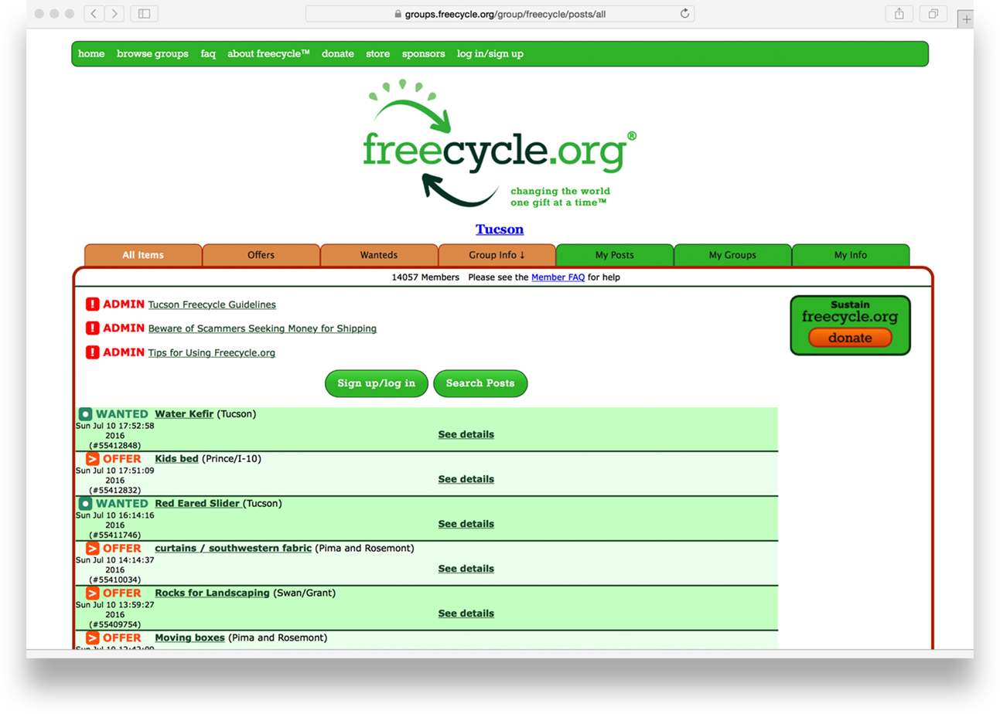 groups.freecycle.org/group/freecycle/posts/all
home browse groups faq about freecycle™ donate store sponsors log in/sign up
freecycle.org®
changing the world
one gift at a time™
Tucson
All Items Offers Wanteds Group Info ↓ My Posts My Groups My Info
14057 Members Please see the Member FAQ for help
! ADMIN Tucson Freecycle Guidelines
! ADMIN Beware of Scammers Seeking Money for Shipping
! ADMIN Tips for Using Freecycle.org
Sustain
freecycle.org
donate
Sign up/log in Search Posts
WANTED Water Kefir (Tucson)
Sun Jul 10 17:52:58
2016
(#55412848)
See details
> OFFER Kids bed (Prince/I-10)
Sun Jul 10 17:51:09
2016
(#55412832)
See details
WANTED Red Eared Slider (Tucson)
Sun Jul 10 16:14:16
2016
(#55411746)
See details
> OFFER curtains / southwestern fabric (Pima and Rosemont)
Sun Jul 10 14:14:37
2016
(#55410034)
See details
> OFFER Rocks for Landscaping (Swan/Grant)
Sun Jul 10 13:59:27
2016
(#55409754)
See details
> OFFER Moving boxes (Pima and Rosemont)
Sun Jul 10